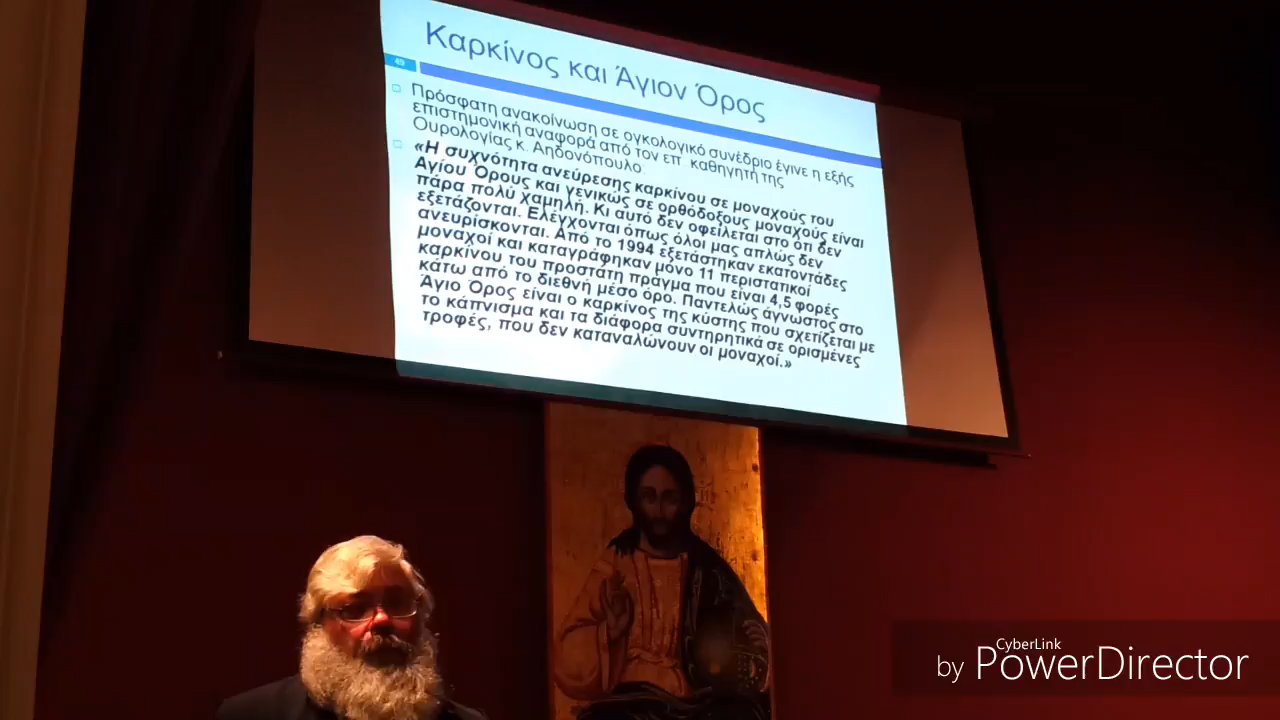 Καρκίνος και Άγιον Όρος
49
Πρόσφατη ανακοίνωση σε ογκολογικό συνέδριο έγινε η εξής
επιστημονική αναφορά από τον επ καθηγητή της
Ουρολογίας κ. Αηδονόπουλο.
«Η συχνότητα ανεύρεσης καρκίνου σε μοναχούς του
Αγίου Όρους και γενικώς σε ορθόδοξους μοναχούς είναι
πάρα πολύ χαμηλή. Κι αυτό δεν οφείλεται στο ότι δεν
εξετάζονται. Ελέγχονται όπως όλοι μας απλώς δεν
ανευρίσκονται. Από το 1994 εξετάστηκαν εκατοντάδες
μοναχοί και καταγράφηκαν μόνο 11 περιστατικοί
καρκίνου του προστάτη πράγμα που είναι 4,5 φορές
κάτω από το διεθνή μέσο όρο. Παντελώς άγνωστος στο
Άγιο Όρος είναι ο καρκίνος της κύστης που σχετίζεται με
το κάπνισμα και τα διάφορα συντηρητικά σε ορισμένες
τροφές, που δεν καταναλώνουν οι μοναχοί.»
CyberLink
by PowerDirector